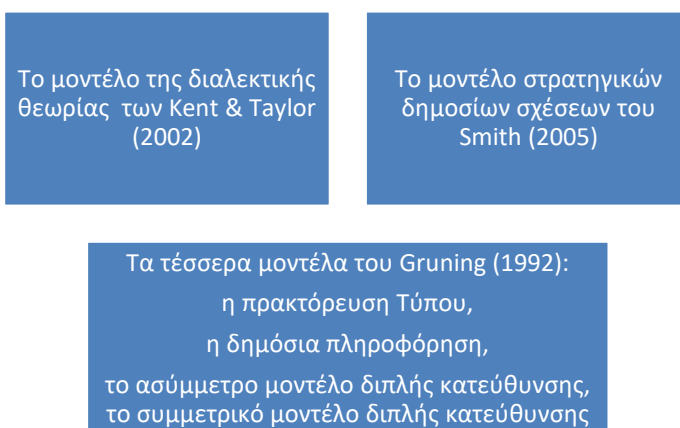 Το μοντέλο της διαλεκτικής
θεωρίας των Kent & Taylor
(2002)
Το μοντέλο στρατηγικών
δημοσίων σχέσεων του
Smith (2005)
Τα τέσσερα μοντέλα του Gruning (1992):
η πρακτόρευση Τύπου,
η δημόσια πληροφόρηση,
το ασύμμετρο μοντέλο διπλής κατεύθυνσης,
το συμμετρικό μοντέλο διπλής κατεύθυνσης